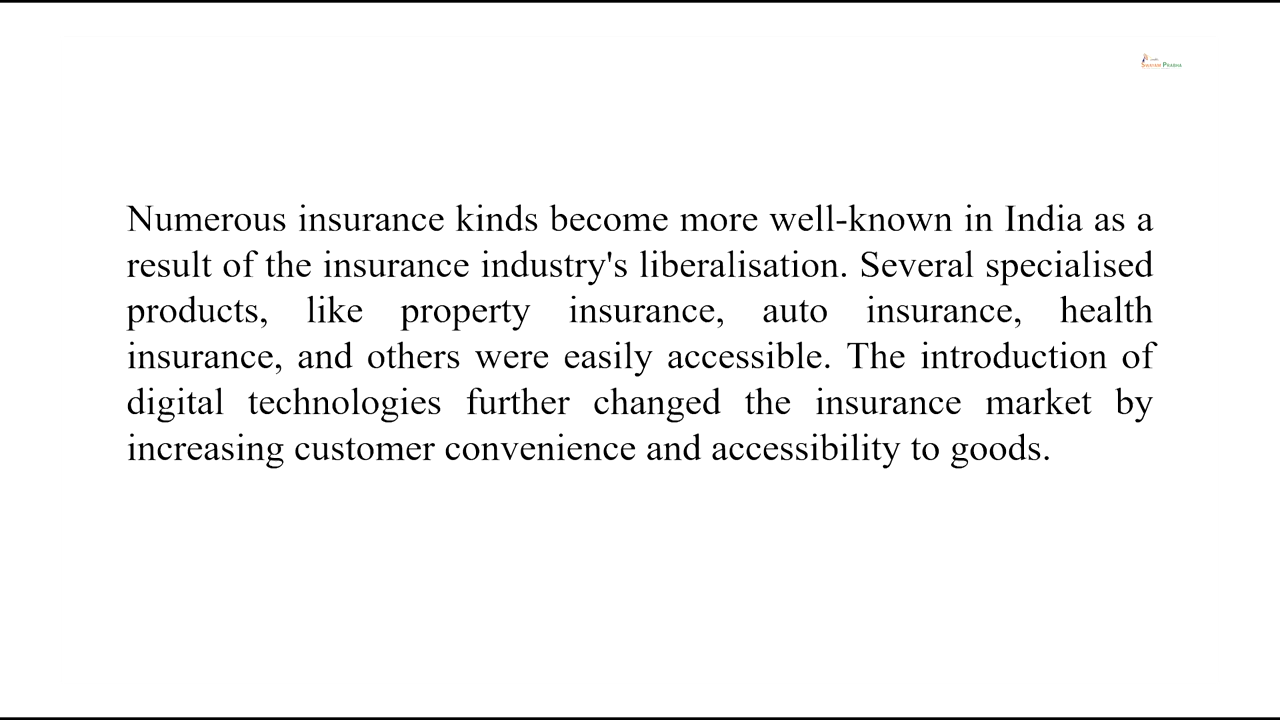 SWAYAM PRABHA
Numerous insurance kinds become more well-known in India as a
result of the insurance industry's liberalisation. Several specialised
products, like property insurance, auto insurance, health
insurance, and others were easily accessible. The introduction of
digital technologies further changed the insurance market by
increasing customer convenience and accessibility to goods.